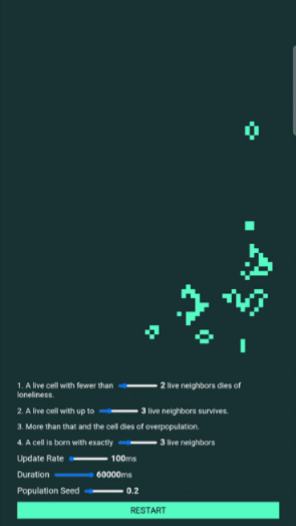 1. A live cell with fewer than 2 live neighbors dies of
loneliness.
2. A live cell with up to 3 live neighbors survives.
3. More than that and the cell dies of overpopulation.
4. A cell is born with exactly 3 live neighbors
Update Rate 100ms
Duration 60000ms
Population Seed 0.2
RESTART